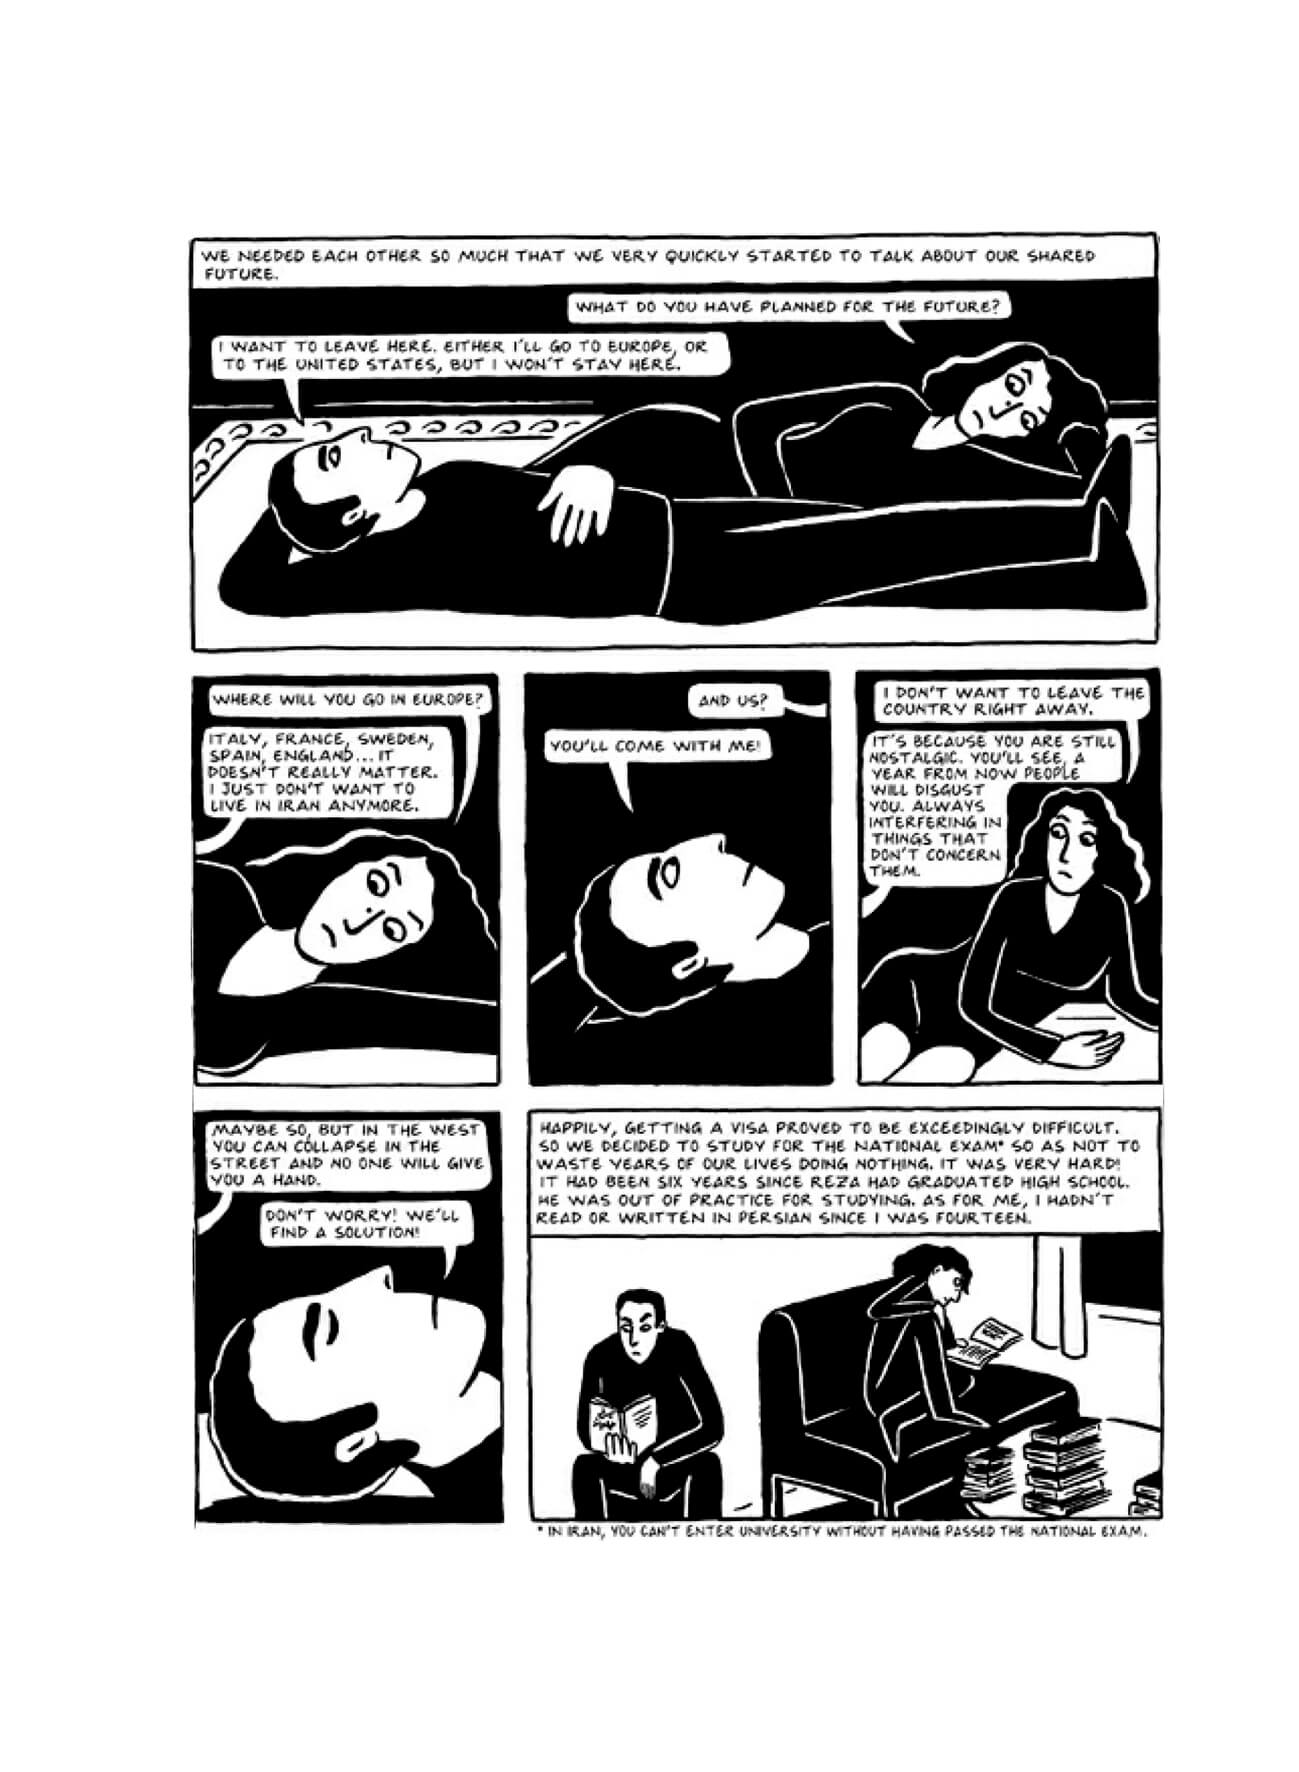 WE NEEDED EACH OTHER SO MUCH THAT WE VERY QUICKLY STARTED TO TALK ABOUT OUR SHARED
FUTURE.
WHAT DO YOU HAVE PLANNED FOR THE FUTURE?
I WANT TO LEAVE HERE. EITHER I'LL GO TO EUROPE, OR
TO THE UNITED STATES, BUT I WON'T STAY HERE.
WHERE WILL YOU GO IN EUROPE?
ITALY, FRANCE, SWEDEN,
SPAIN, ENGLAND... IT
DOESN'T REALLY MATTER.
I JUST DON'T WANT TO
LIVE IN IRAN ANYMORE.
AND US?
YOU'LL COME WITH ME!
I DON'T WANT TO LEAVE THE
COUNTRY RIGHT AWAY.
IT'S BECAUSE YOU ARE STILL
NOSTALGIC. YOU'LL SEE, A
YEAR FROM NOW PEOPLE
WILL DISGUST
YOU. ALWAYS
INTERFERING IN
THINGS THAT
DON'T CONCERN
THEM.
MAYBE SO, BUT IN THE WEST
YOU CAN COLLAPSE IN THE
STREET AND NO ONE WILL GIVE
YOU A HAND.
DON'T WORRY! WE'LL
FIND A SOLUTION!
HAPPILY, GETTING A VISA PROVED TO BE EXCEEDINGLY DIFFICULT.
SO WE DECIDED TO STUDY FOR THE NATIONAL EXAM* SO AS NOT TO
WASTE YEARS OF OUR LIVES DOING NOTHING. IT WAS VERY HARD!
IT HAD BEEN SIX YEARS SINCE REZA HAD GRADUATED HIGH SCHOOL.
HE WAS OUT OF PRACTICE FOR STUDYING. AS FOR ME, I HADN'T
READ OR WRITTEN IN PERSIAN SINCE I WAS FOURTEEN.
* IN IRAN, YOU CAN'T ENTER UNIVERSITY WITHOUT HAVING PASSED THE NATIONAL EXAM.